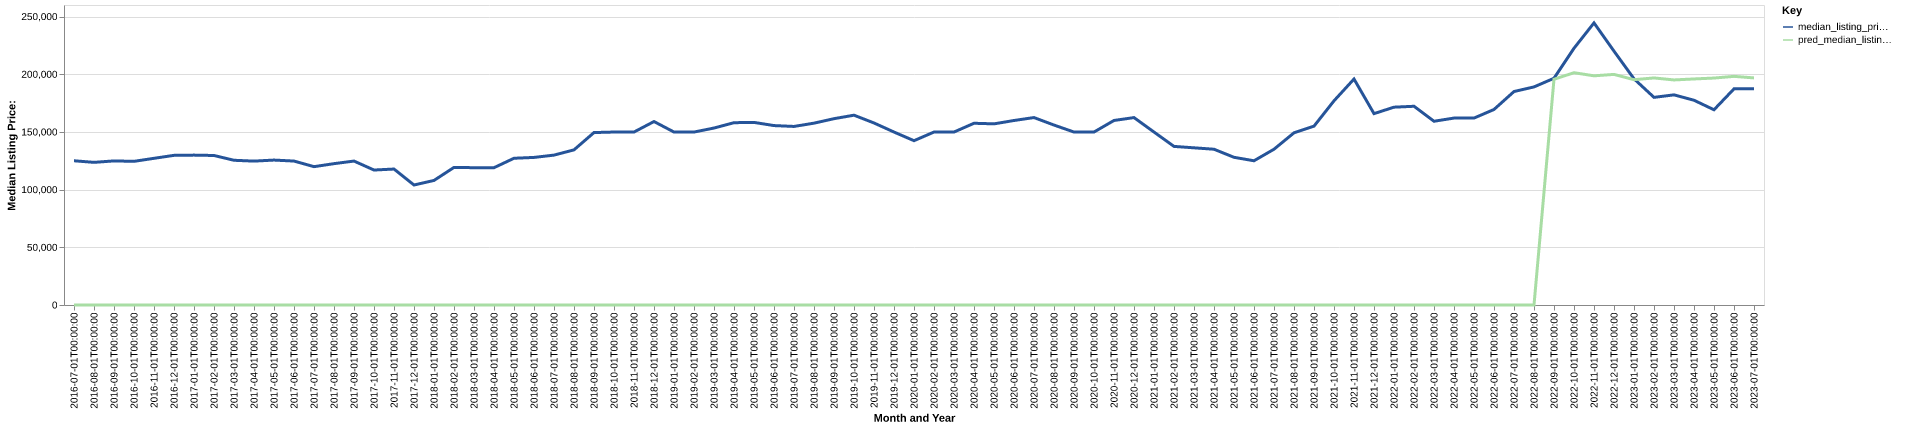 250,000
200,000
150,000
100,000
50,000
0
Median Listing Price:
2016-07-01T00:00:00
2016-08-01T00:00:00
2016-09-01T00:00:00
2016-10-01T00:00:00
2016-11-01T00:00:00
2016-12-01T00:00:00
2017-01-01T00:00:00
2017-02-01T00:00:00
2017-03-01T00:00:00
2017-04-01T00:00:00
2017-05-01T00:00:00
2017-06-01T00:00:00
2017-07-01T00:00:00
2017-08-01T00:00:00
2017-09-01T00:00:00
2017-10-01T00:00:00
2017-11-01T00:00:00
2017-12-01T00:00:00
2018-01-01T00:00:00
2018-02-01T00:00:00
2018-03-01T00:00:00
2018-04-01T00:00:00
2018-05-01T00:00:00
2018-06-01T00:00:00
2018-07-01T00:00:00
2018-08-01T00:00:00
2018-09-01T00:00:00
2018-10-01T00:00:00
2018-11-01T00:00:00
2018-12-01T00:00:00
2019-01-01T00:00:00
2019-02-01T00:00:00
2019-03-01T00:00:00
2019-04-01T00:00:00
2019-05-01T00:00:00
2019-06-01T00:00:00
2019-07-01T00:00:00
2019-08-01T00:00:00
2019-09-01T00:00:00
2019-10-01T00:00:00
2019-11-01T00:00:00
2019-12-01T00:00:00
2020-01-01T00:00:00
2020-02-01T00:00:00
2020-03-01T00:00:00
2020-04-01T00:00:00
2020-05-01T00:00:00
2020-06-01T00:00:00
2020-07-01T00:00:00
2020-08-01T00:00:00
2020-09-01T00:00:00
2020-10-01T00:00:00
2020-11-01T00:00:00
2020-12-01T00:00:00
2021-01-01T00:00:00
2021-02-01T00:00:00
2021-03-01T00:00:00
2021-04-01T00:00:00
2021-05-01T00:00:00
2021-06-01T00:00:00
2021-07-01T00:00:00
2021-08-01T00:00:00
2021-09-01T00:00:00
2021-10-01T00:00:00
2021-11-01T00:00:00
2021-12-01T00:00:00
2022-01-01T00:00:00
2022-02-01T00:00:00
2022-03-01T00:00:00
2022-04-01T00:00:00
2022-05-01T00:00:00
2022-06-01T00:00:00
2022-07-01T00:00:00
2022-08-01T00:00:00
2022-09-01T00:00:00
2022-10-01T00:00:00
2022-11-01T00:00:00
2022-12-01T00:00:00
2023-01-01T00:00:00
2023-02-01T00:00:00
2023-03-01T00:00:00
2023-04-01T00:00:00
2023-05-01T00:00:00
2023-06-01T00:00:00
2023-07-01T00:00:00
Month and Year
Key
median_listing_pri…
pred_median_listin…